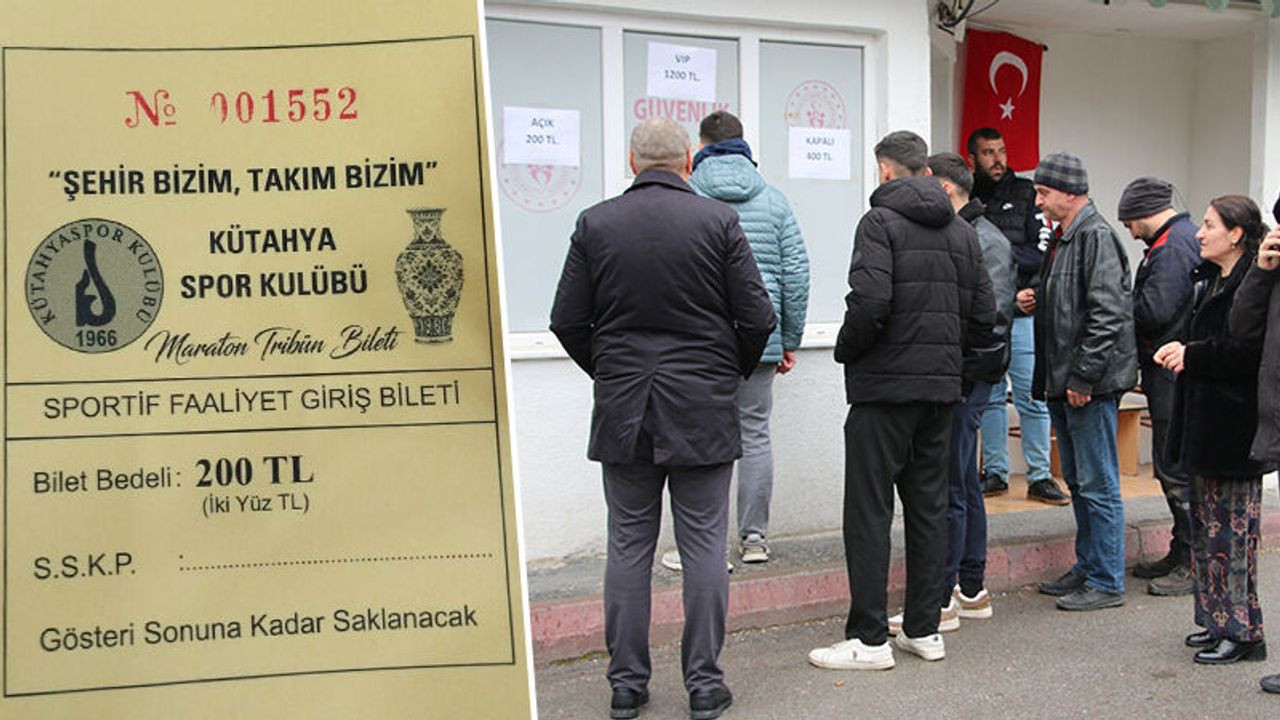 № 001552
“ŞEHİR BİZİM, TAKIM BİZİM”
KÜTAHYASPOR KULÜBÜ
1966
KÜTAHYA
SPOR KULÜBÜ
Maraton Tribün Bileti
SPORTİF FAALİYET GİRİŞ BİLETİ
Bilet Bedeli : 200 TL
(İki Yüz TL)
S.S.K.P. :
Gösteri Sonuna Kadar Saklanacak
VIP
1200 TL.
GÜVENLİK
AÇIK
200 TL.
KAPALI
400 TL.